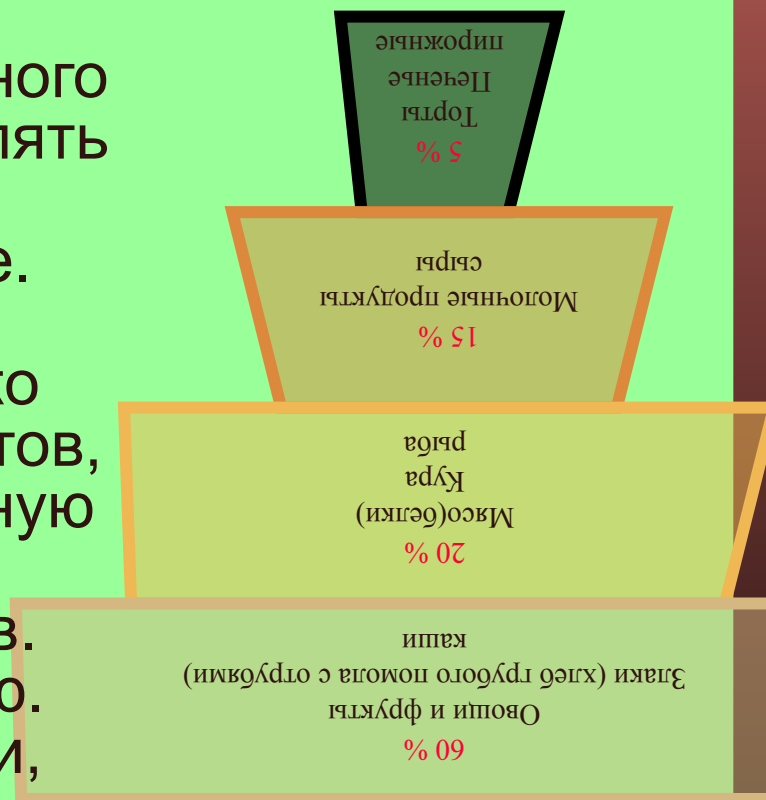 ного
лять
е.
ко
тов,
ную
в.
о.
и,
5 %
Торты
Печенье
пирожные
15 %
Молочные продукты
сыры
20 %
Мясо(белки)
Кура
рыба
60 %
Овощи и фрукты
Злаки (хлеб грубого помола с отрубями)
каши